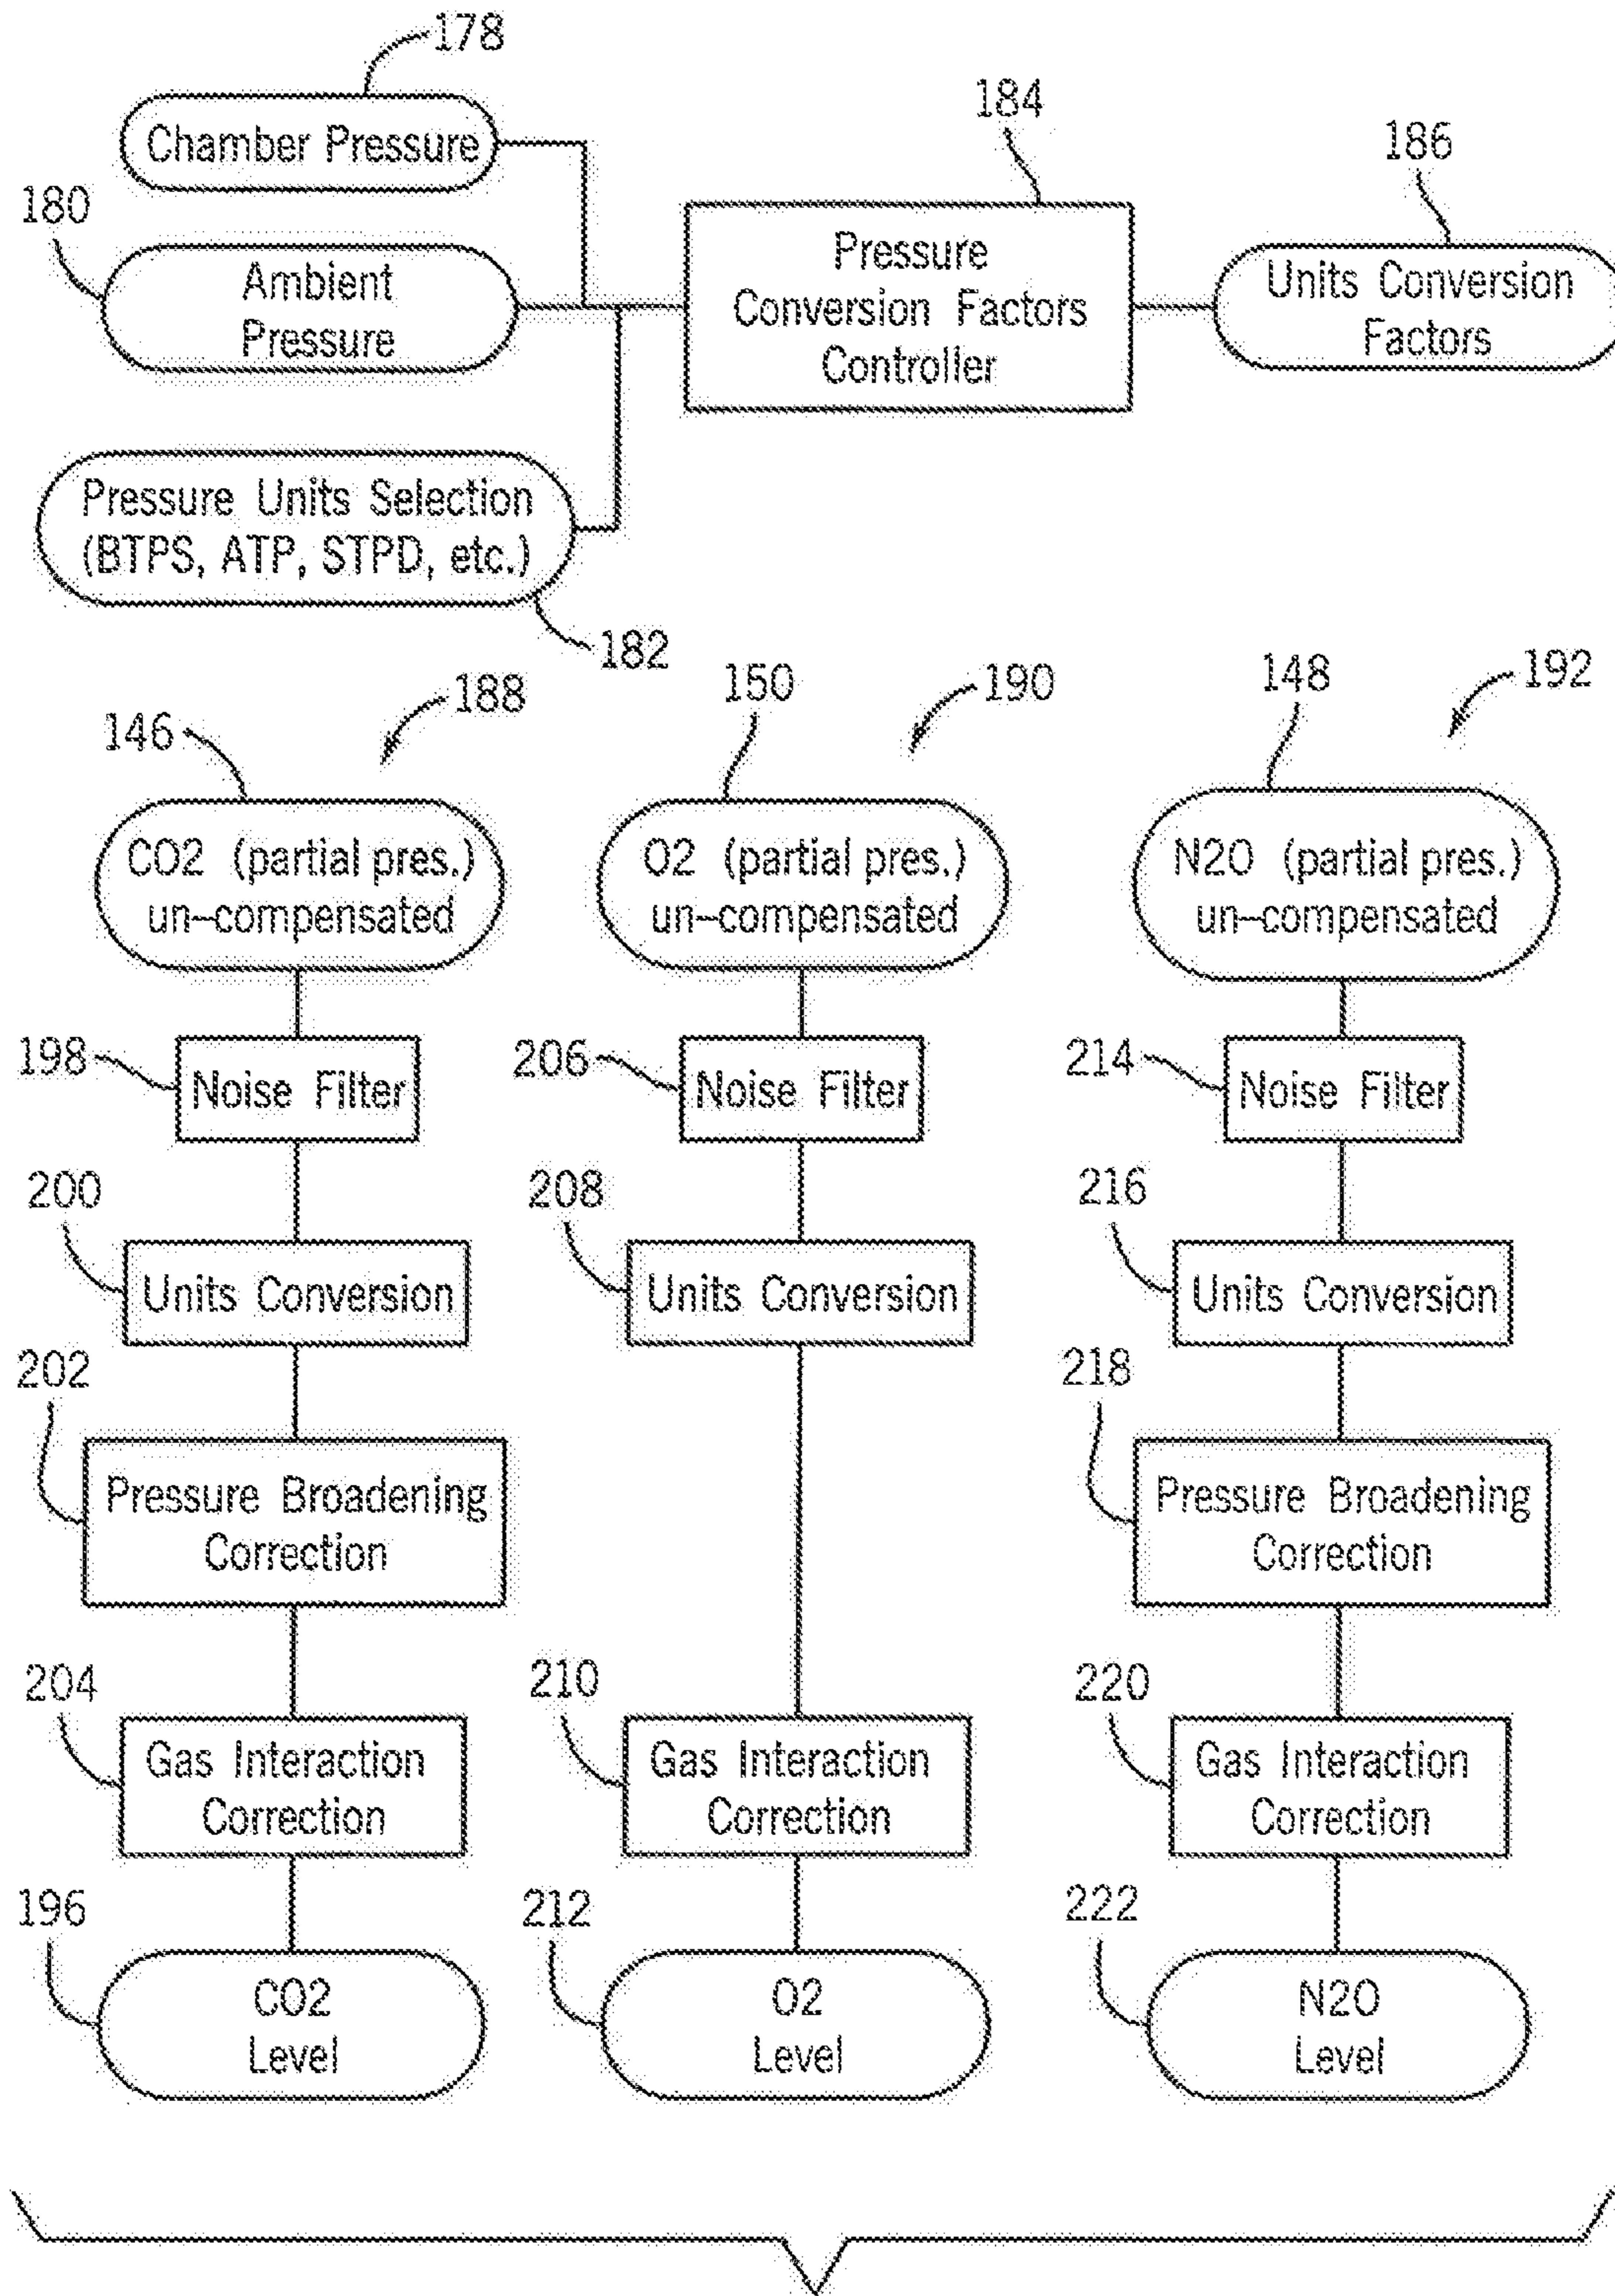 178
Chamber Pressure
184
186
180
Ambient
Pressure
Pressure
Conversion Factors
Controller
Units Conversion
Factors
Pressure Units Selection
(BTPS, ATP, STPD, etc.)
182
146
188
150
190
148
192
CO2 (partial pres.)
un-compensated
O2 (partial pres.)
un-compensated
N2O (partial pres.)
un-compensated
198
Noise Filter
206
Noise Filter
214
Noise Filter
200
Units Conversion
208
Units Conversion
216
Units Conversion
202
Pressure Broadening
Correction
218
Pressure Broadening
Correction
204
Gas Interaction
Correction
210
Gas Interaction
Correction
220
Gas Interaction
Correction
196
CO2
Level
212
O2
Level
222
N2O
Level